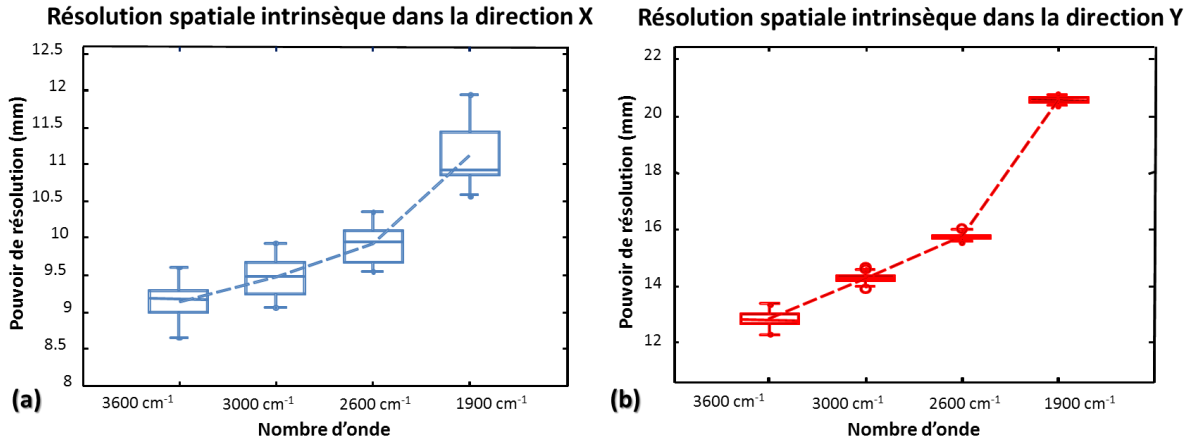 Résolution spatiale intrinsèque dans la direction X
Pouvoir de résolution (mm)
12.5
12
11.5
11
10.5
10
9.5
9
8.5
8
3600 cm⁻¹
3000 cm⁻¹
2600 cm⁻¹
1900 cm⁻¹
Nombre d'onde
(a)
Résolution spatiale intrinsèque dans la direction Y
Pouvoir de résolution (mm)
22
20
18
16
14
12
3600 cm⁻¹
3000 cm⁻¹
2600 cm⁻¹
1900 cm⁻¹
Nombre d'onde
(b)